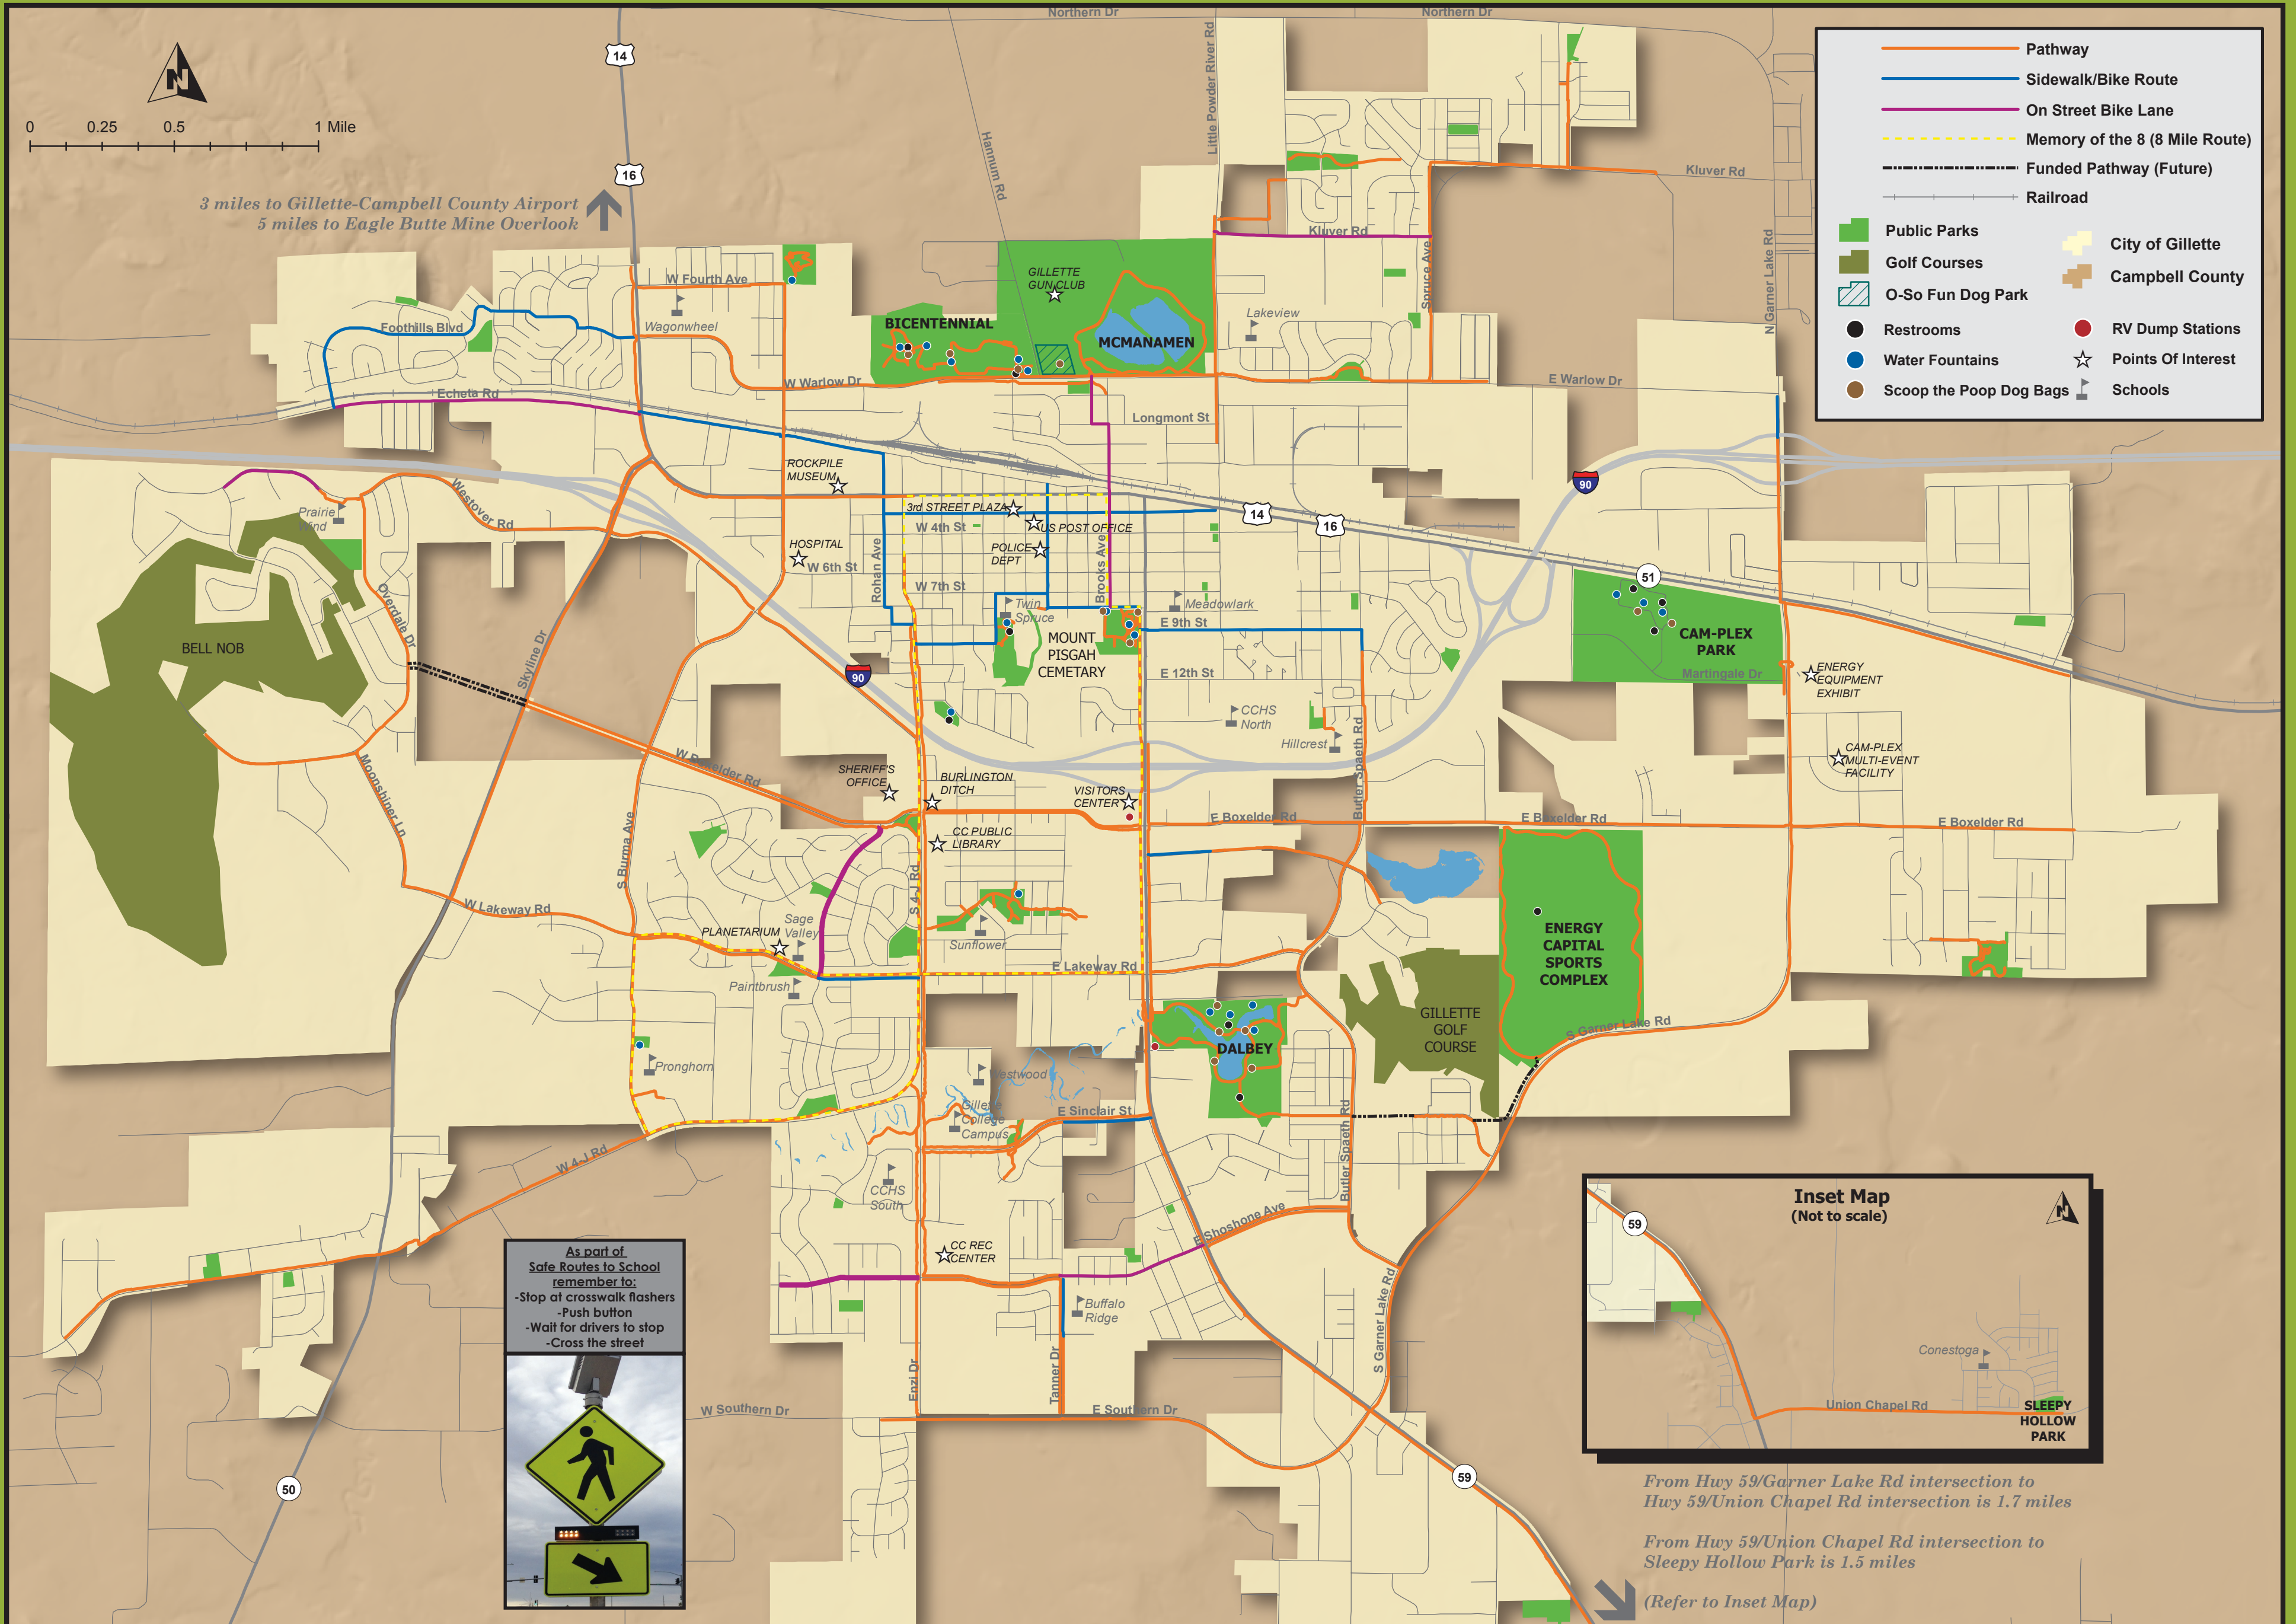 Northern Dr
Northern Dr
14
N
0 0.25 0.5 1 Mile
16
3 miles to Gillette-Campbell County Airport
5 miles to Eagle Butte Mine Overlook
Hannum Rd
Little Powder River Rd
Kluver Rd
Kluver Rd
Spruce Ave
N Garner Lake Rd
Pathway
Sidewalk/Bike Route
On Street Bike Lane
Memory of the 8 (8 Mile Route)
Funded Pathway (Future)
Railroad
Public Parks
Golf Courses
O-So Fun Dog Park
Restrooms
Water Fountains
Scoop the Poop Dog Bags
City of Gillette
Campbell County
RV Dump Stations
Points Of Interest
Schools
W Fourth Ave
Wagonwheel
Foothills Blvd
GILLETTE
GUN CLUB
BICENTENNIAL
MCMANAMEN
Lakeview
W Warlow Dr
E Warlow Dr
Echeta Rd
Longmont St
ROCKPILE
MUSEUM
90
Westover Rd
Prairie
Wind
3rd STREET PLAZA
14
16
W 4th St
US POST OFFICE
POLICE
DEPT
HOSPITAL
W 6th St
Rohan Ave
Brooks Ave
W 7th St
51
Twin
Spruce
Meadowlark
E 9th St
Overdale Dr
BELL NOB
Skyline Dr
MOUNT
PISGAH
CEMETARY
E 12th St
CAM-PLEX
PARK
Martingale Dr
ENERGY
EQUIPMENT
EXHIBIT
90
CCHS
North
Hillcrest
Butler Spaeth Rd
CAM-PLEX
MULTI-EVENT
FACILITY
W Boxelder Rd
SHERIFF'S
OFFICE
BURLINGTON
DITCH
VISITORS
CENTER
E Boxelder Rd
E Boxelder Rd
E Boxelder Rd
Moonshiner Ln
S Burma Ave
CC PUBLIC
LIBRARY
S 4-J Rd
W Lakeway Rd
PLANETARIUM
Sage
Valley
Sunflower
E Lakeway Rd
Paintbrush
ENERGY
CAPITAL
SPORTS
COMPLEX
GILLETTE
GOLF
COURSE
S Garner Lake Rd
DALBEY
Pronghorn
Westwood
Gillette
College
Campus
E Sinclair St
W 4-J Rd
Butler Spaeth Rd
CCHS
South
E Shoshone Ave
CC REC
CENTER
Buffalo
Ridge
S Garner Lake Rd
Enzi Dr
Tanner Dr
W Southern Dr
E Southern Dr
50
59
As part of
Safe Routes to School
remember to:
-Stop at crosswalk flashers
-Push button
-Wait for drivers to stop
-Cross the street
Inset Map
(Not to scale)
N
59
Conestoga
Union Chapel Rd
SLEEPY
HOLLOW
PARK
From Hwy 59/Garner Lake Rd intersection to
Hwy 59/Union Chapel Rd intersection is 1.7 miles
From Hwy 59/Union Chapel Rd intersection to
Sleepy Hollow Park is 1.5 miles
(Refer to Inset Map)